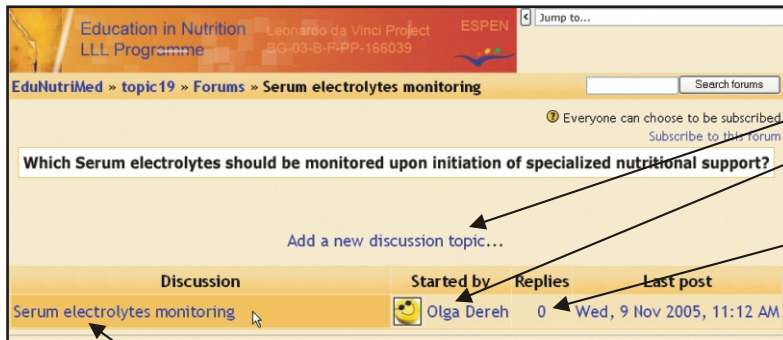 Education in Nutrition
LLL Programme
Leonardo da Vinci Project
BG-03-B-F-PP-166039
ESPEN
Jump to...
EduNutriMed » topic19 » Forums » Serum electrolytes monitoring
Search forums
Everyone can choose to be subscribed
Subscribe to this forum
Which Serum electrolytes should be monitored upon initiation of specialized nutritional support?
Add a new discussion topic...
Discussion Started by Replies Last post
Serum electrolytes monitoring Olga Dereh 0 Wed, 9 Nov 2005, 11:12 AM